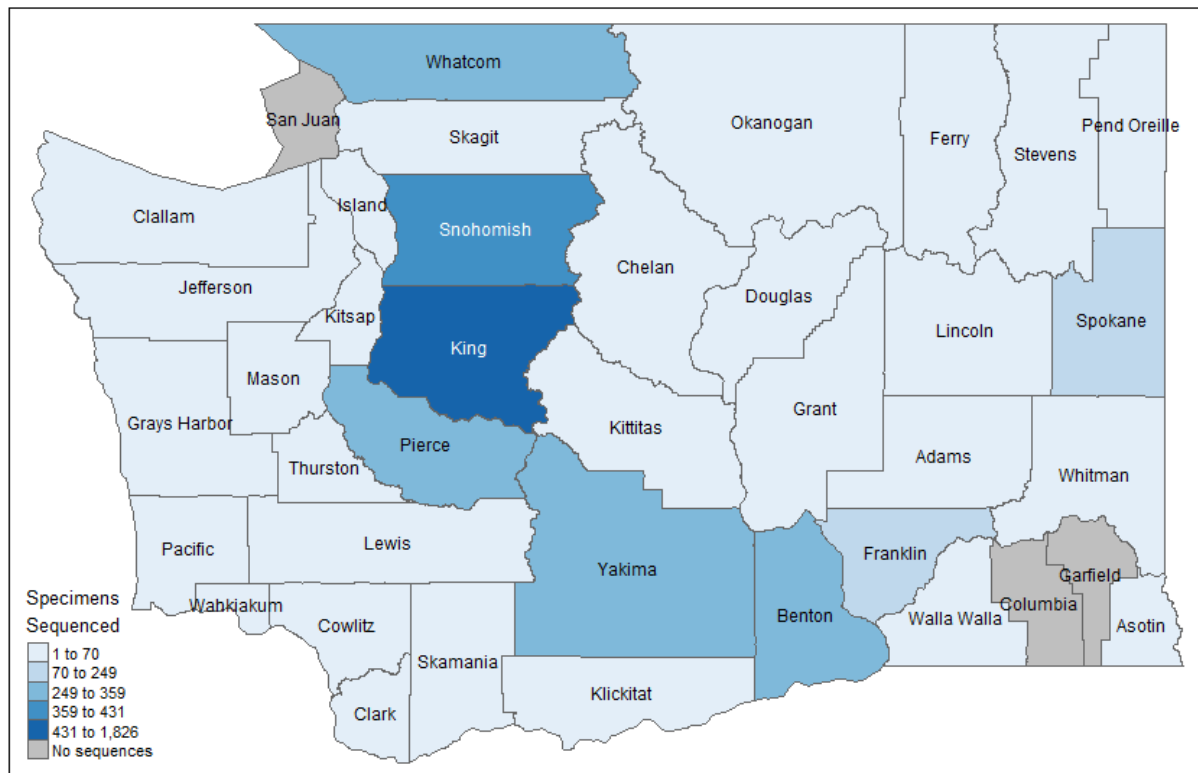 Whatcom
San Juan
Skagit
Okanogan
Ferry
Stevens
Pend Oreille
Clallam
Island
Snohomish
Chelan
Jefferson
Kitsap
Douglas
Lincoln
Spokane
King
Mason
Grays Harbor
Pierce
Kittitas
Grant
Thurston
Adams
Whitman
Pacific
Lewis
Yakima
Franklin
Garfield
Wahkiakum
Cowlitz
Benton
Walla Walla
Columbia
Asotin
Skamania
Klickitat
Clark
Specimens
Sequenced
1 to 70
70 to 249
249 to 359
359 to 431
431 to 1,826
No sequences